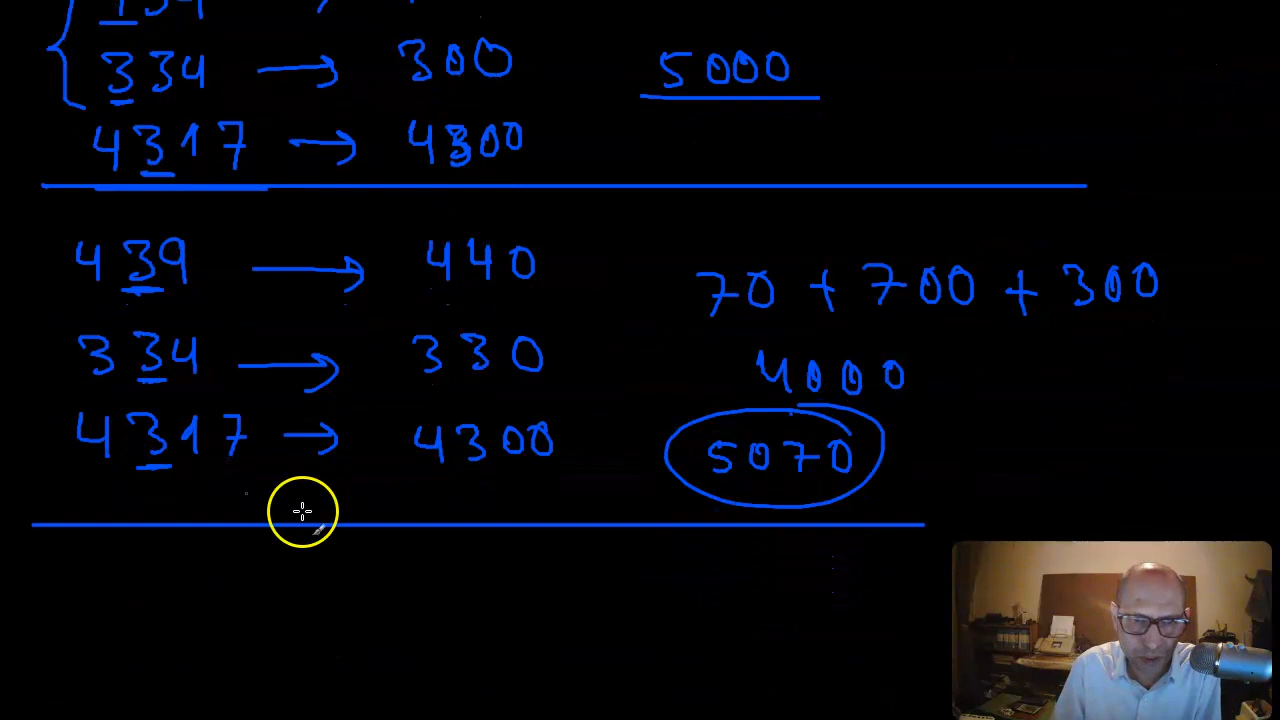 334 → 300
5000
4317 → 4300
439 → 440
334 → 330
4317 → 4300
70 + 700 + 300
4000
5070